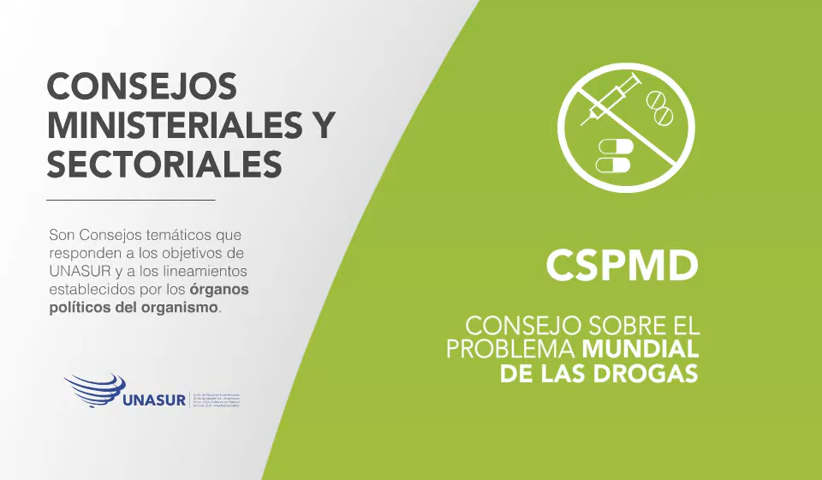 CONSEJOS
MINISTERIALES Y
SECTORIALES
Son Consejos temáticos que
responden a los objetivos de
UNASUR y a los lineamientos
establecidos por los órganos
políticos del organismo.
UNASUR
CSPMD
CONSEJO SOBRE EL
PROBLEMA MUNDIAL
DE LAS DROGAS